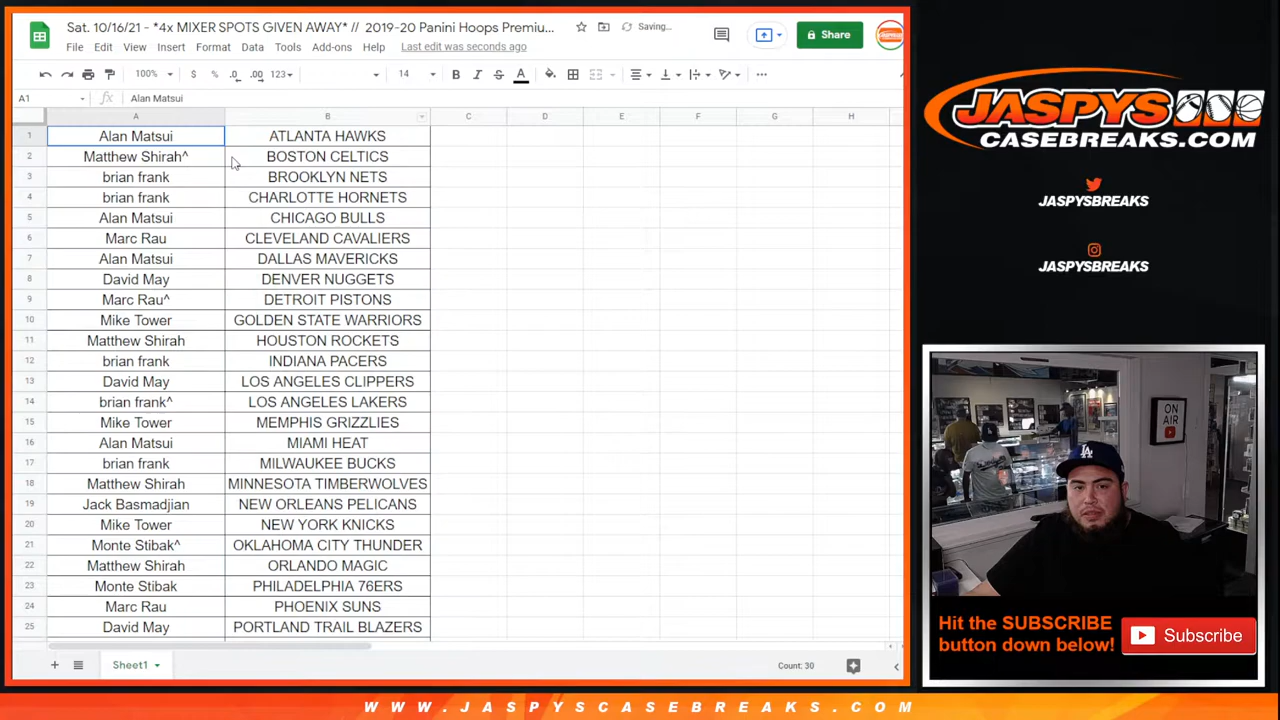 Sat. 10/16/21 - *4x MIXER SPOTS GIVEN AWAY* // 2019-20 Panini Hoops Premiu...
Saving...
Share
File Edit View Insert Format Data Tools Add-ons Help Last edit was seconds ago
100% $ % .0 .00 123 14 B I S A
A1 fx Alan Matsui
A B C D E F G H
1 Alan Matsui ATLANTA HAWKS
2 Matthew Shirah^ BOSTON CELTICS
3 brian frank BROOKLYN NETS
4 brian frank CHARLOTTE HORNETS
5 Alan Matsui CHICAGO BULLS
6 Marc Rau CLEVELAND CAVALIERS
7 Alan Matsui DALLAS MAVERICKS
8 David May DENVER NUGGETS
9 Marc Rau^ DETROIT PISTONS
10 Mike Tower GOLDEN STATE WARRIORS
11 Matthew Shirah HOUSTON ROCKETS
12 brian frank INDIANA PACERS
13 David May LOS ANGELES CLIPPERS
14 brian frank^ LOS ANGELES LAKERS
15 Mike Tower MEMPHIS GRIZZLIES
16 Alan Matsui MIAMI HEAT
17 brian frank MILWAUKEE BUCKS
18 Matthew Shirah MINNESOTA TIMBERWOLVES
19 Jack Basmadjian NEW ORLEANS PELICANS
20 Mike Tower NEW YORK KNICKS
21 Monte Stibak^ OKLAHOMA CITY THUNDER
22 Matthew Shirah ORLANDO MAGIC
23 Monte Stibak PHILADELPHIA 76ERS
24 Marc Rau PHOENIX SUNS
25 David May PORTLAND TRAIL BLAZERS
Sheet1
Count: 30
JASPYS
CASEBREAKS.COM
JASPYSBREAKS
JASPYSBREAKS
ON
AIR
LA
Hit the SUBSCRIBE
button down below!
Subscribe
WWW.JASPYSCASEBREAKS.COM